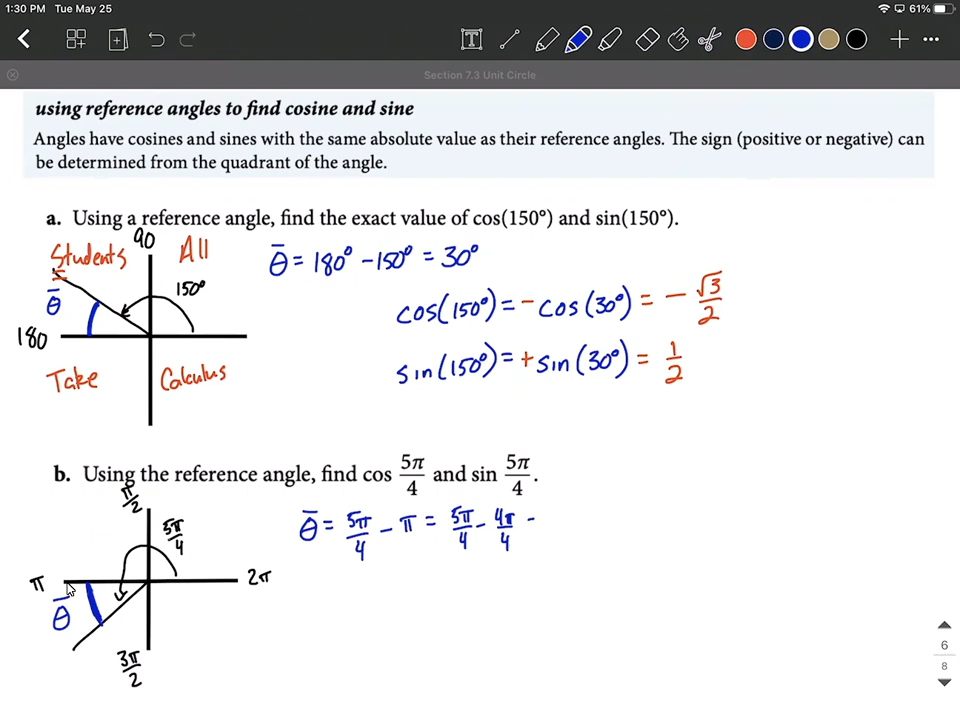 1:30 PM Tue May 25
61%
Section 7.3 Unit Circle
using reference angles to find cosine and sine
Angles have cosines and sines with the same absolute value as their reference angles. The sign (positive or negative) can
be determined from the quadrant of the angle.
a. Using a reference angle, find the exact value of cos(150°) and sin(150°).
90
Students All
θ̄ = 180° - 150° = 30°
θ̄
150°
cos(150°) = - cos(30°) = - √3/2
180
sin(150°) = + sin(30°) = 1/2
Take Calculus
b. Using the reference angle, find cos 5π/4 and sin 5π/4.
π/2
5π/4
θ̄ = 5π/4 - π = 5π/4 - 4π/4 =
π
2π
θ̄
3π/2
6
8